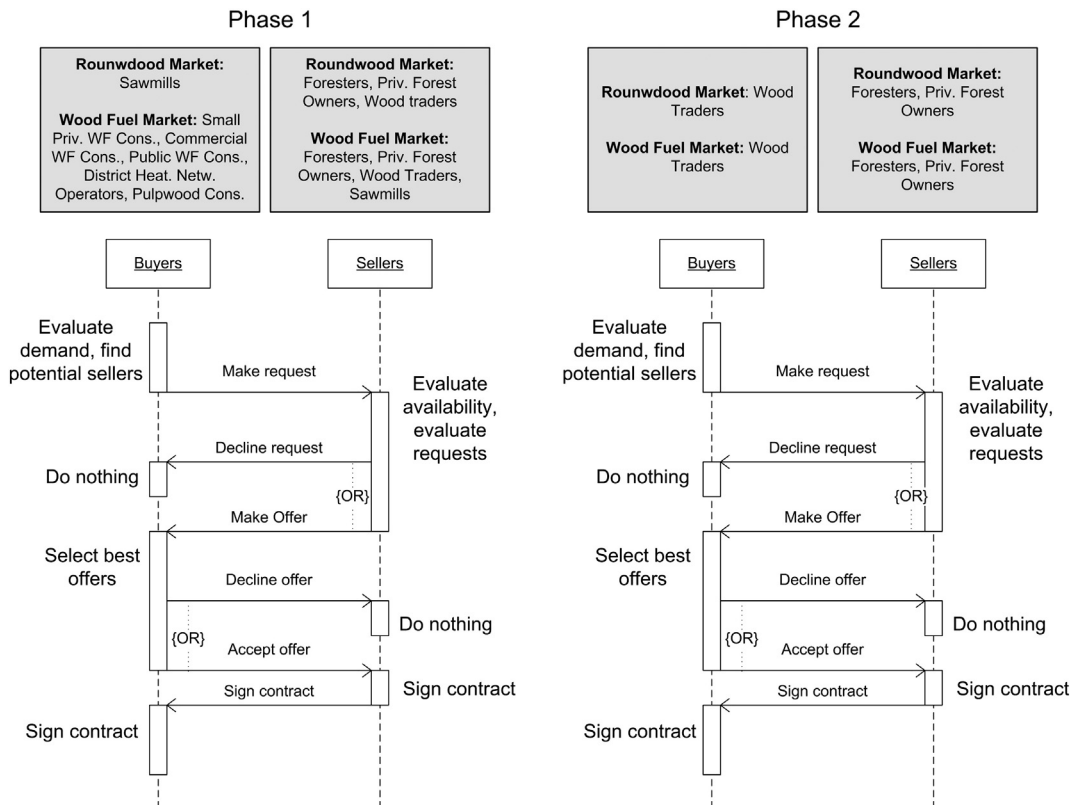 Phase 1
Rounwdood Market:
Sawmills
Wood Fuel Market: Small
Priv. WF Cons., Commercial
WF Cons., Public WF Cons.,
District Heat. Netw.
Operators, Pulpwood Cons.
Roundwood Market:
Foresters, Priv. Forest
Owners, Wood traders
Wood Fuel Market:
Foresters, Priv. Forest
Owners, Wood Traders,
Sawmills
Buyers
Sellers
Evaluate
demand, find
potential sellers
Make request
Evaluate
availability,
evaluate
requests
Decline request
Do nothing
{OR}
Make Offer
Select best
offers
Decline offer
Do nothing
{OR}
Accept offer
Sign contract
Sign contract
Sign contract
Phase 2
Rounwdood Market: Wood
Traders
Wood Fuel Market: Wood
Traders
Roundwood Market:
Foresters, Priv. Forest
Owners
Wood Fuel Market:
Foresters, Priv. Forest
Owners
Buyers
Sellers
Evaluate
demand, find
potential sellers
Make request
Evaluate
availability,
evaluate
requests
Decline request
Do nothing
{OR}
Make Offer
Select best
offers
Decline offer
Do nothing
{OR}
Accept offer
Sign contract
Sign contract
Sign contract